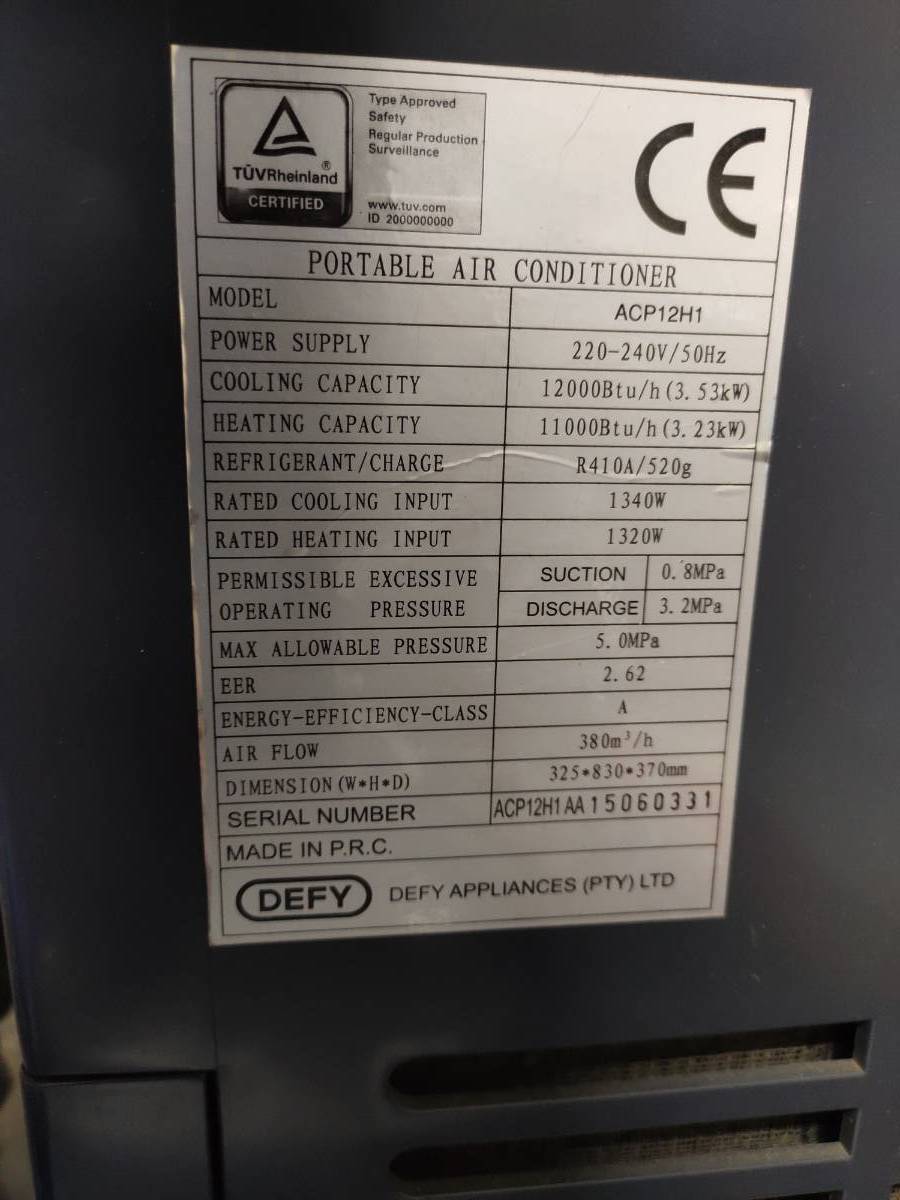 Type Approved
Safety
Regular Production
Surveillance
TÜVRheinland®
CERTIFIED
www.tuv.com
ID 2000000000
CE
PORTABLE AIR CONDITIONER
MODEL ACP12H1
POWER SUPPLY 220-240V/50Hz
COOLING CAPACITY 12000Btu/h(3.53kW)
HEATING CAPACITY 11000Btu/h(3.23kW)
REFRIGERANT/CHARGE R410A/520g
RATED COOLING INPUT 1340W
RATED HEATING INPUT 1320W
PERMISSIBLE EXCESSIVE SUCTION 0.8MPa
OPERATING PRESSURE DISCHARGE 3.2MPa
MAX ALLOWABLE PRESSURE 5.0MPa
EER 2.62
ENERGY-EFFICIENCY-CLASS A
AIR FLOW 380m³/h
DIMENSION(W*H*D) 325*830*370mm
SERIAL NUMBER ACP12H1AA15060331
MADE IN P.R.C.
DEFY DEFY APPLIANCES (PTY) LTD